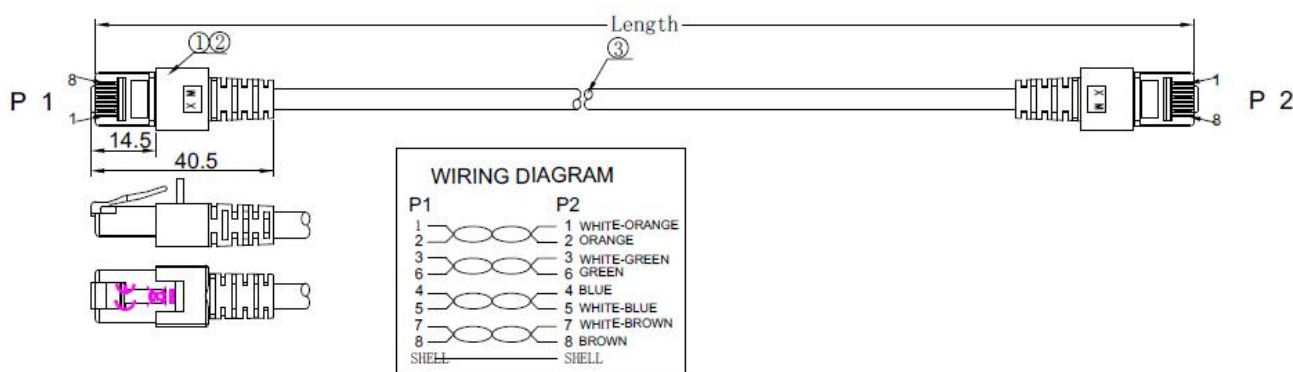 Length
①②
③
8
1
P 1
X M
X M
1
8
P 2
14.5
40.5
WIRING DIAGRAM
P1 P2
1 1 WHITE-ORANGE
2 2 ORANGE
3 3 WHITE-GREEN
6 6 GREEN
4 4 BLUE
5 5 WHITE-BLUE
7 7 WHITE-BROWN
8 8 BROWN
SHELL SHELL